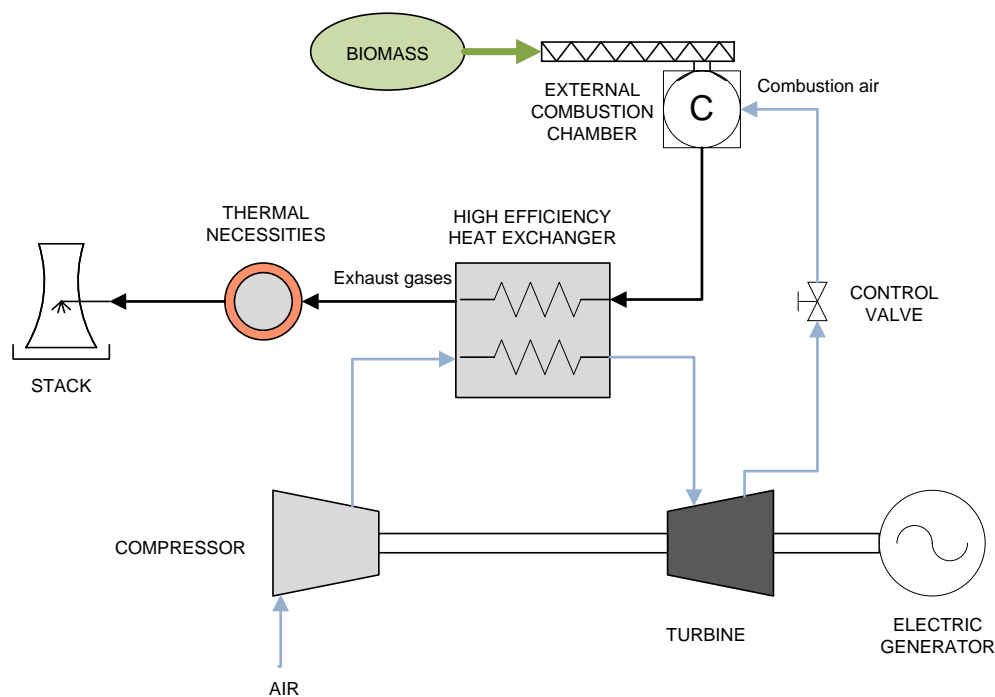 BIOMASS
EXTERNAL
COMBUSTION
CHAMBER
C
Combustion air
THERMAL
NECESSITIES
HIGH EFFICIENCY
HEAT EXCHANGER
Exhaust gases
CONTROL
VALVE
STACK
COMPRESSOR
TURBINE
ELECTRIC
GENERATOR
AIR